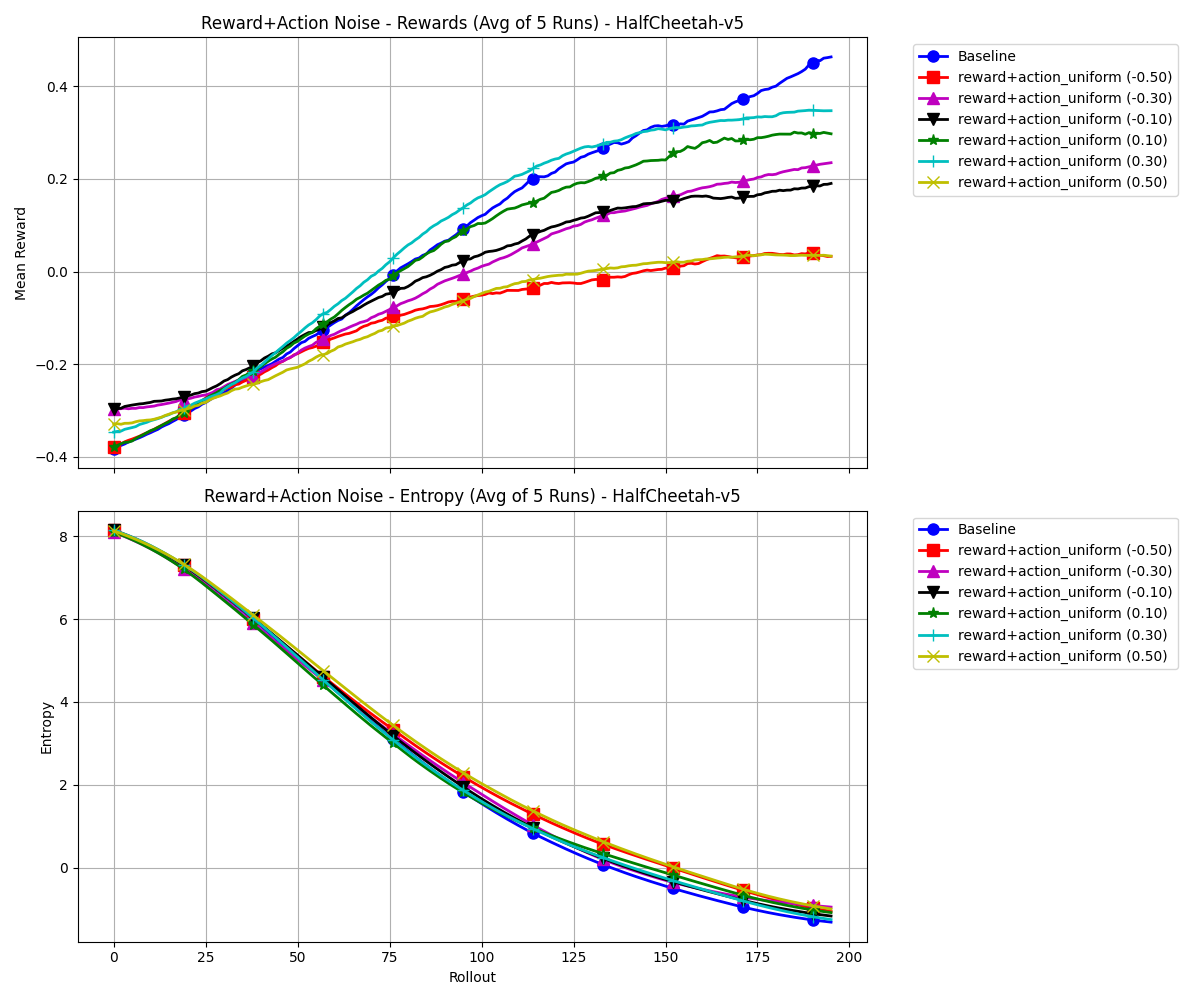 Reward+Action Noise - Rewards (Avg of 5 Runs) - HalfCheetah-v5
Mean Reward
0.4
0.2
0.0
−0.2
−0.4
Baseline
reward+action_uniform (-0.50)
reward+action_uniform (-0.30)
reward+action_uniform (-0.10)
reward+action_uniform (0.10)
reward+action_uniform (0.30)
reward+action_uniform (0.50)
Reward+Action Noise - Entropy (Avg of 5 Runs) - HalfCheetah-v5
Entropy
8
6
4
2
0
0 25 50 75 100 125 150 175 200
Rollout
Baseline
reward+action_uniform (-0.50)
reward+action_uniform (-0.30)
reward+action_uniform (-0.10)
reward+action_uniform (0.10)
reward+action_uniform (0.30)
reward+action_uniform (0.50)